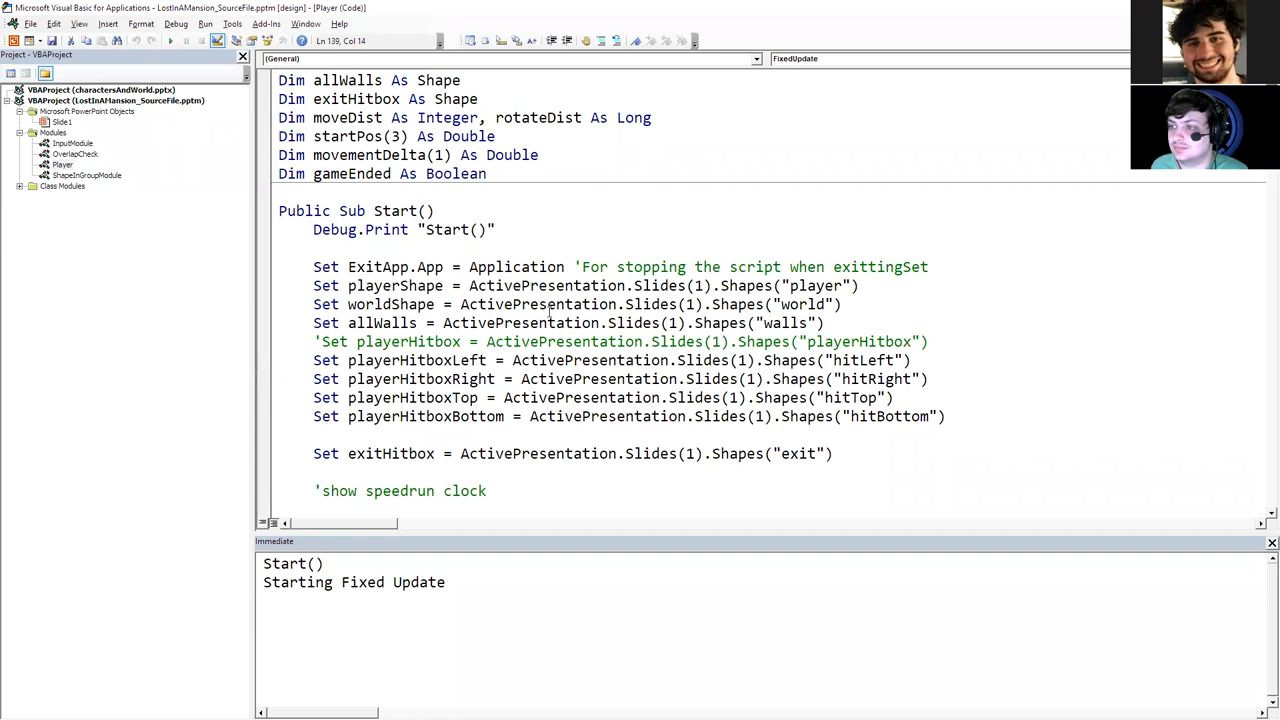 Microsoft Visual Basic for Applications - LostInAMansion_SourceFile.pptm [design] - [Player (Code)]
File Edit View Insert Format Debug Run Tools Add-Ins Window Help
Ln 139, Col 14
Project - VBAProject
VBAProject (charactersAndWorld.pptx)
VBAProject (LostInAMansion_SourceFile.pptm)
Microsoft PowerPoint Objects
Slide1
Modules
InputModule
OverlapCheck
Player
ShapeInGroupModule
Class Modules
(General) FixedUpdate
Dim allWalls As Shape
Dim exitHitbox As Shape
Dim moveDist As Integer, rotateDist As Long
Dim startPos(3) As Double
Dim movementDelta(1) As Double
Dim gameEnded As Boolean
Public Sub Start()
Debug.Print "Start()"
Set ExitApp.App = Application 'For stopping the script when exittingSet
Set playerShape = ActivePresentation.Slides(1).Shapes("player")
Set worldShape = ActivePresentation.Slides(1).Shapes("world")
Set allWalls = ActivePresentation.Slides(1).Shapes("walls")
'Set playerHitbox = ActivePresentation.Slides(1).Shapes("playerHitbox")
Set playerHitboxLeft = ActivePresentation.Slides(1).Shapes("hitLeft")
Set playerHitboxRight = ActivePresentation.Slides(1).Shapes("hitRight")
Set playerHitboxTop = ActivePresentation.Slides(1).Shapes("hitTop")
Set playerHitboxBottom = ActivePresentation.Slides(1).Shapes("hitBottom")
Set exitHitbox = ActivePresentation.Slides(1).Shapes("exit")
'show speedrun clock
Immediate
Start()
Starting Fixed Update